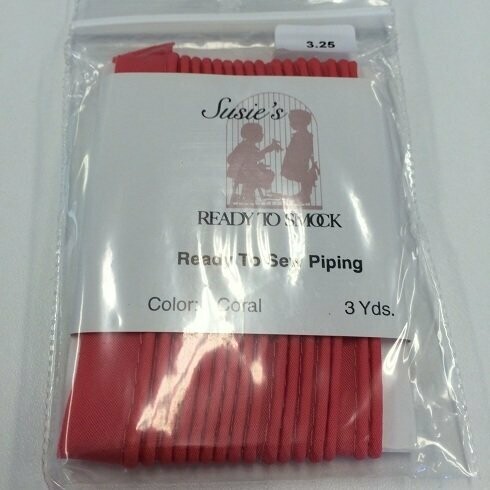 3.25
Susie's
READY TO SMOCK
Ready To Sew Piping
Color: Coral 3 Yds.